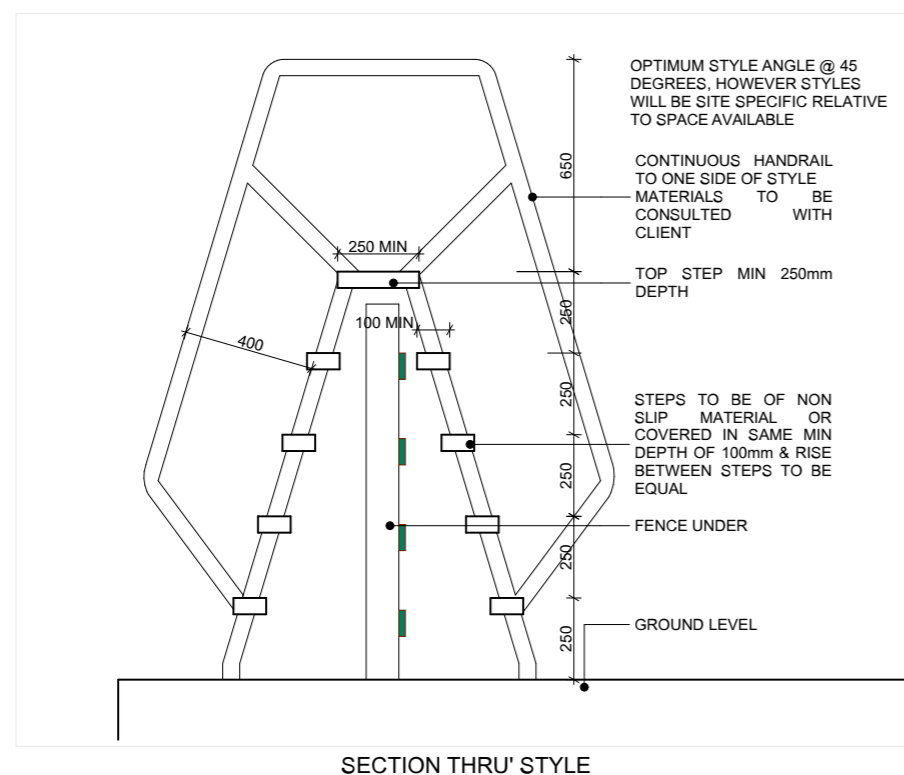 OPTIMUM STYLE ANGLE @ 45
DEGREES, HOWEVER STYLES
WILL BE SITE SPECIFIC RELATIVE
TO SPACE AVAILABLE
650
CONTINUOUS HANDRAIL
TO ONE SIDE OF STYLE
MATERIALS TO BE
CONSULTED WITH
CLIENT
250 MIN
TOP STEP MIN 250mm
DEPTH
250
100 MIN
400
250
STEPS TO BE OF NON
SLIP MATERIAL OR
COVERED IN SAME MIN
DEPTH OF 100mm & RISE
BETWEEN STEPS TO BE
EQUAL
250
FENCE UNDER
250
GROUND LEVEL
250
SECTION THRU' STYLE